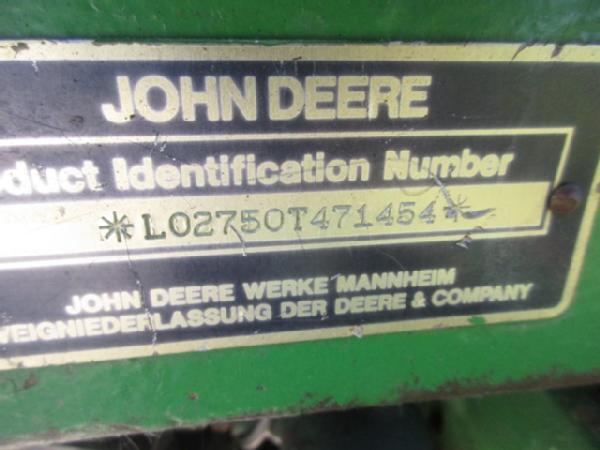 JOHN DEERE
duct Identification Number
*L02750T471454*
JOHN DEERE WERKE MANNHEIM
WEIGNIEDERLASSUNG DER DEERE & COMPANY